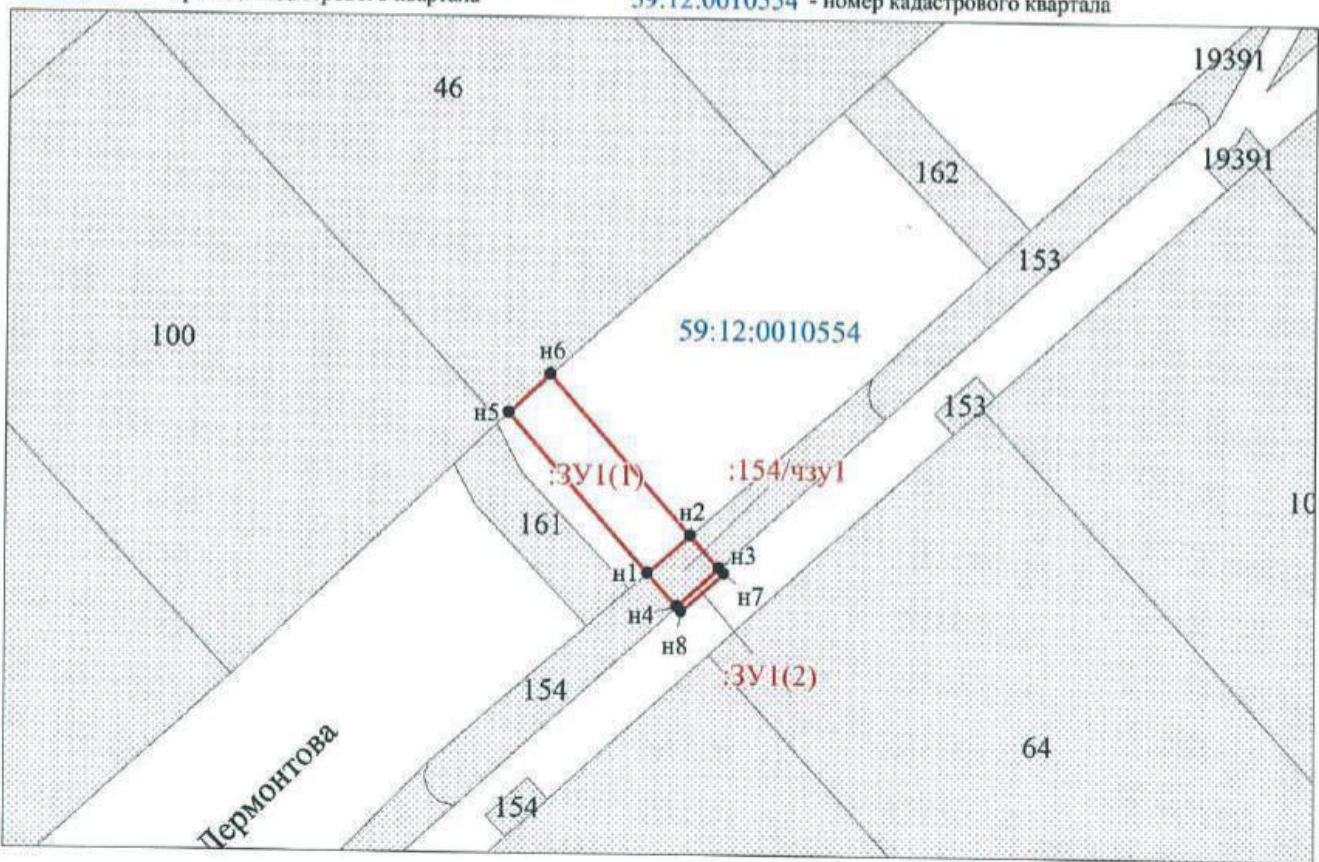 квартала
59:12:0010554 - номер кадастрового квартала
19391
46
19391
162
153
100
59:12:0010554
н6
н5
153
:ЗУ1(1)
:154/чзу1
10
161
н2
н1
н3
н7
н4
н8
:ЗУ1(2)
154
64
Лермонтова
154